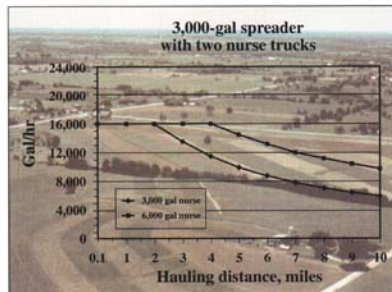 3,000-gal spreader
with two nurse trucks
Gal/hr
24,000
20,000
16,000
12,000
8,000
4,000
0
3,000 gal nurse
6,000 gal nurse
0.1 1 2 3 4 5 6 7 8 9 10
Hauling distance, miles